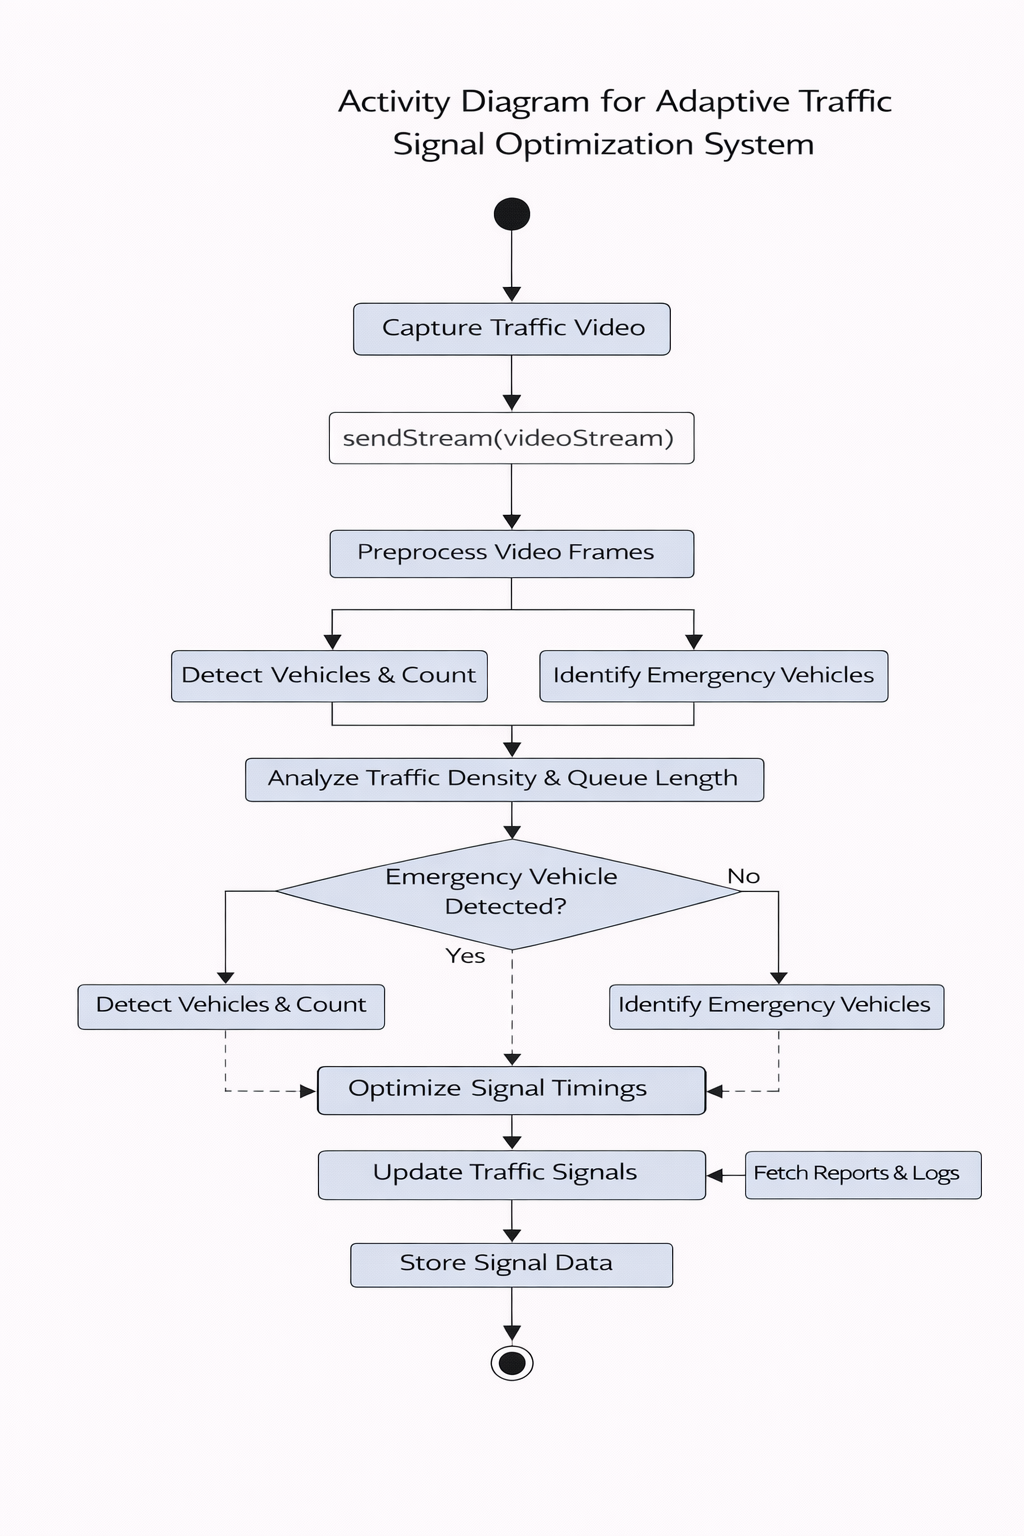 Activity Diagram for Adaptive Traffic
Signal Optimization System
Capture Traffic Video
sendStream(videoStream)
Preprocess Video Frames
Detect Vehicles & Count
Identify Emergency Vehicles
Analyze Traffic Density & Queue Length
Emergency Vehicle
Detected?
No
Yes
Detect Vehicles & Count
Identify Emergency Vehicles
Optimize Signal Timings
Update Traffic Signals
Fetch Reports & Logs
Store Signal Data